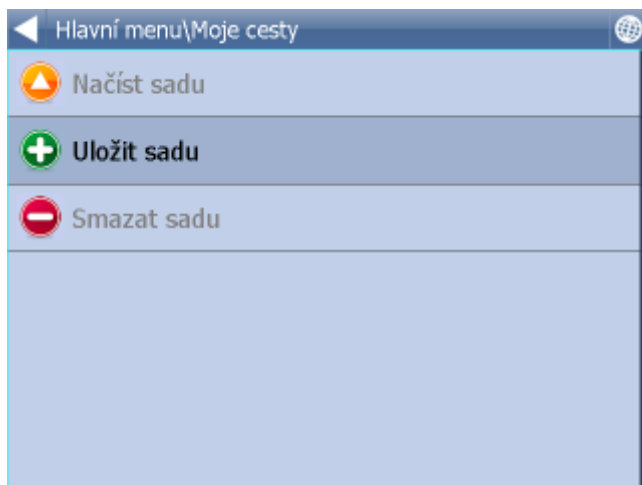 Hlavní menu\Moje cesty
Načíst sadu
Uložit sadu
Smazat sadu